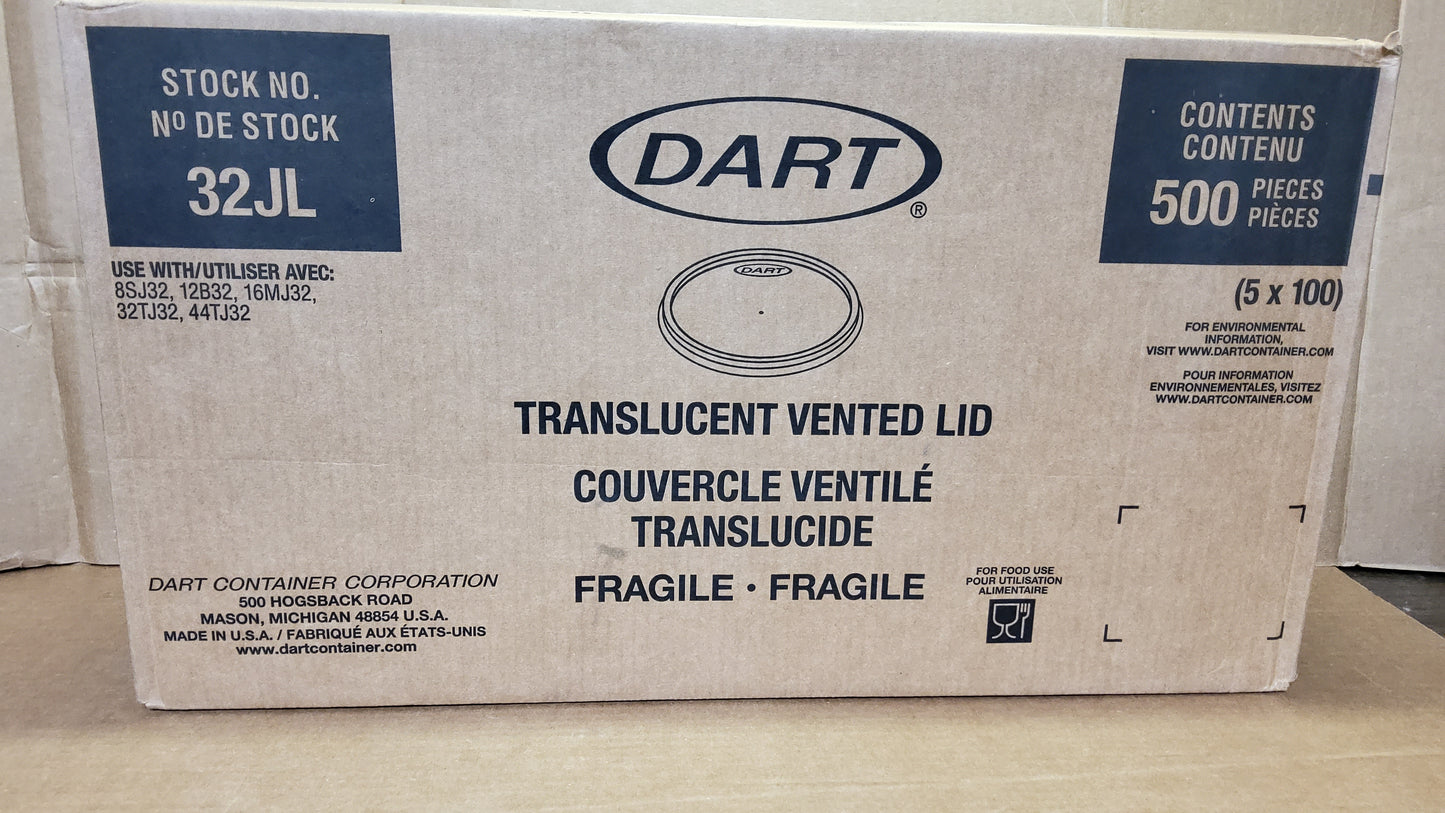 STOCK NO.
Nº DE STOCK
32JL
USE WITH/UTILISER AVEC:
8SJ32, 12B32, 16MJ32,
32TJ32, 44TJ32
DART
®
DART
TRANSLUCENT VENTED LID
COUVERCLE VENTILÉ
TRANSLUCIDE
FRAGILE • FRAGILE
CONTENTS
CONTENU
500 PIECES
PIÈCES
(5 x 100)
FOR ENVIRONMENTAL
INFORMATION,
VISIT WWW.DARTCONTAINER.COM
POUR INFORMATION
ENVIRONNEMENTALES, VISITEZ
WWW.DARTCONTAINER.COM
DART CONTAINER CORPORATION
500 HOGSBACK ROAD
MASON, MICHIGAN 48854 U.S.A.
MADE IN U.S.A. / FABRIQUÉ AUX ÉTATS-UNIS
www.dartcontainer.com
FOR FOOD USE
POUR UTILISATION
ALIMENTAIRE